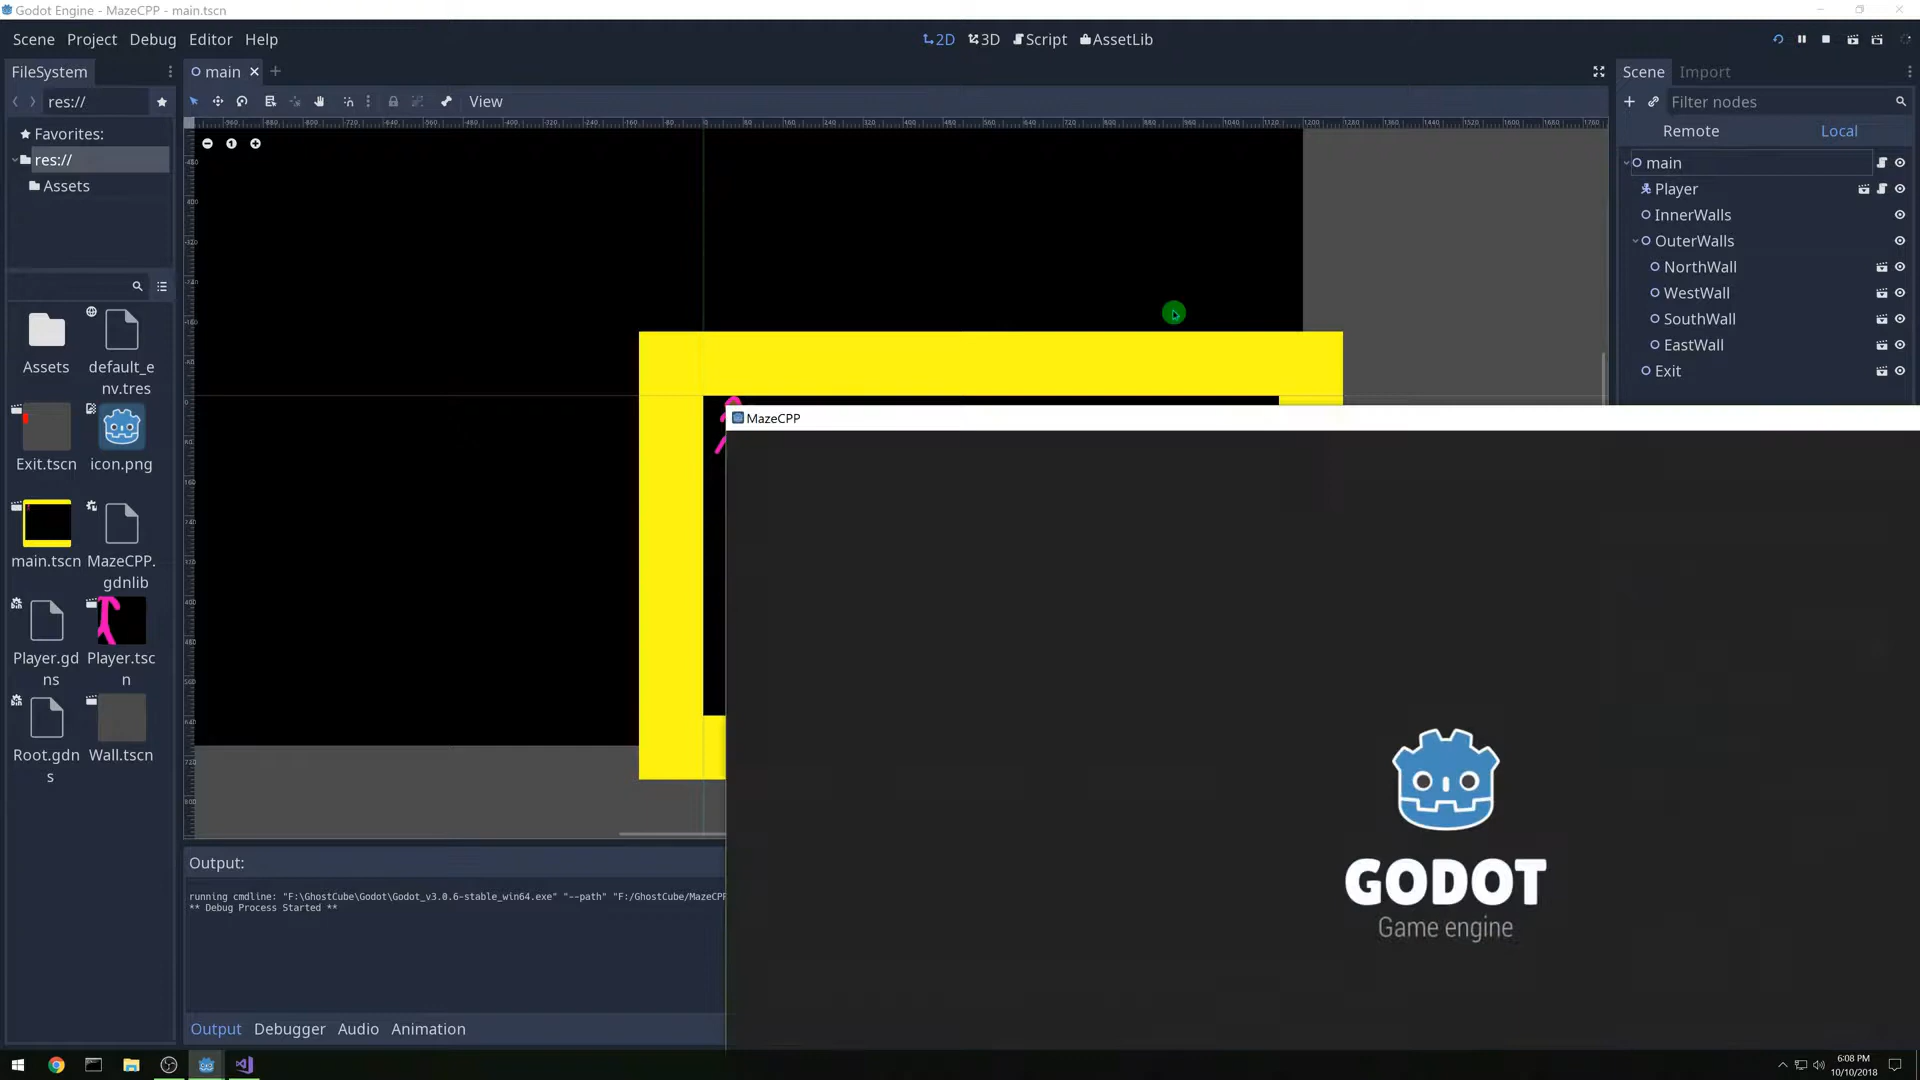 Godot Engine - MazeCPP - main.tscn
Scene Project Debug Editor Help
2D 3D Script AssetLib
FileSystem
main
Scene Import
res://
View
Filter nodes
Favorites:
Remote Local
res://
main
Assets
Player
InnerWalls
OuterWalls
NorthWall
WestWall
SouthWall
EastWall
Exit
Assets
default_e
nv.tres
MazeCPP
Exit.tscn
icon.png
main.tscn
MazeCPP.
gdnlib
Player.gd
ns
Player.tsc
n
Root.gdn
s
Wall.tscn
GODOT
Game engine
Output:
running cmdline: "F:\GhostCube\Godot\Godot_v3.0.6-stable_win64.exe" "--path" "F:/GhostCube/MazeCPP
** Debug Process Started **
Output Debugger Audio Animation
6:08 PM
10/10/2018